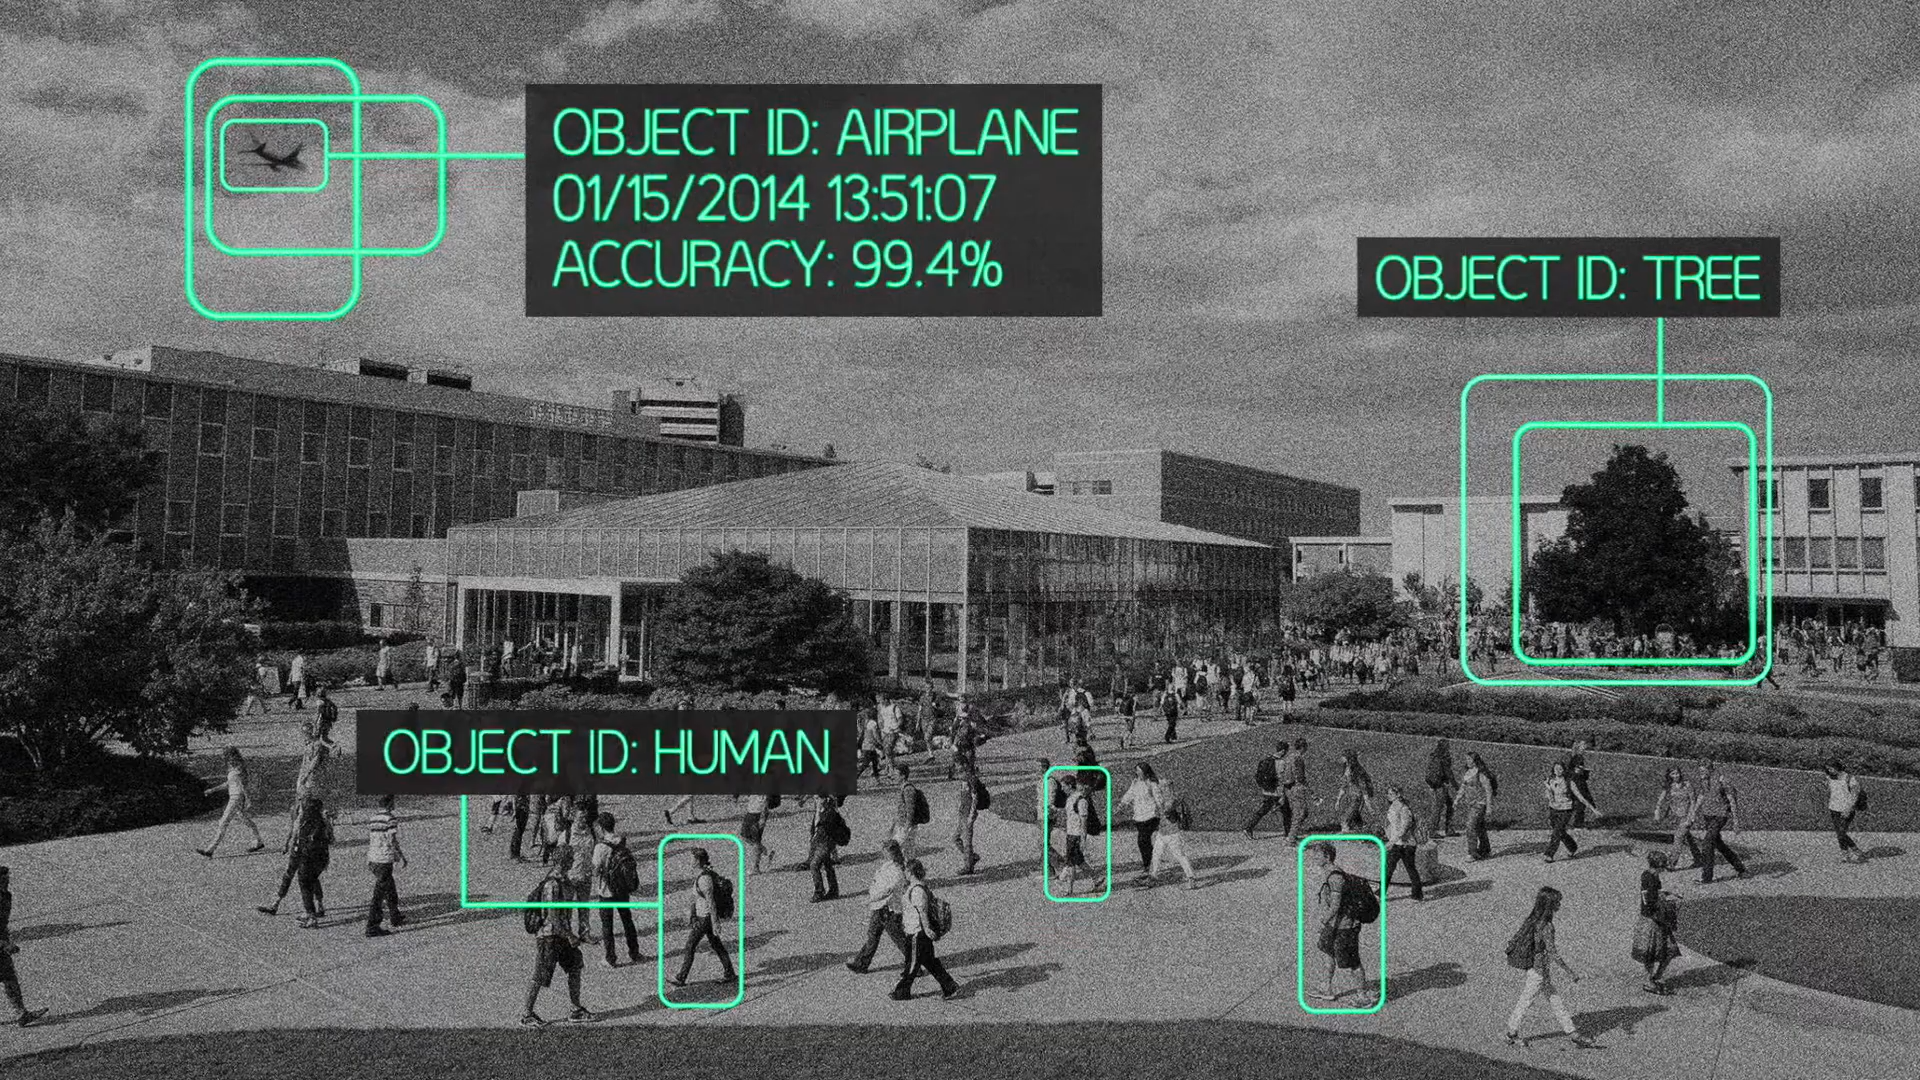 OBJECT ID: AIRPLANE
01/15/2014 13:51:07
ACCURACY: 99.4%
OBJECT ID: TREE
OBJECT ID: HUMAN